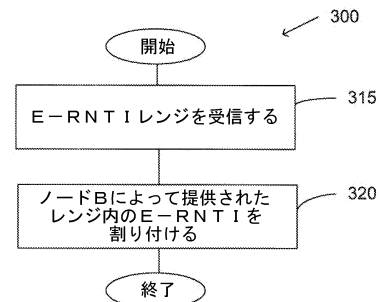 300
開始
E－RNTIレンジを受信する
315
ノードBによって提供された
レンジ内のE－RNTIを
割り付ける
320
終了